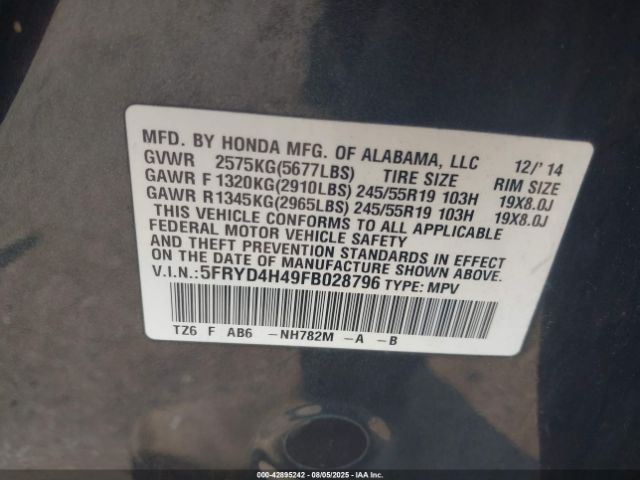 MFD. BY HONDA MFG. OF ALABAMA, LLC 12/' 14
GVWR 2575KG(5677LBS) TIRE SIZE RIM SIZE
GAWR F 1320KG(2910LBS) 245/55R19 103H 19X8.0J
GAWR R1345KG(2965LBS) 245/55R19 103H 19X8.0J
THIS VEHICLE CONFORMS TO ALL APPLICABLE
FEDERAL MOTOR VEHICLE SAFETY
AND THEFT PREVENTION STANDARDS IN EFFECT
ON THE DATE OF MANUFACTURE SHOWN ABOVE.
V.I.N.: 5FRYD4H49FB028796 TYPE: MPV
TZ6 F AB6 -NH782M -A -B
000-42895242 - 08/05/2025 - IAA Inc.